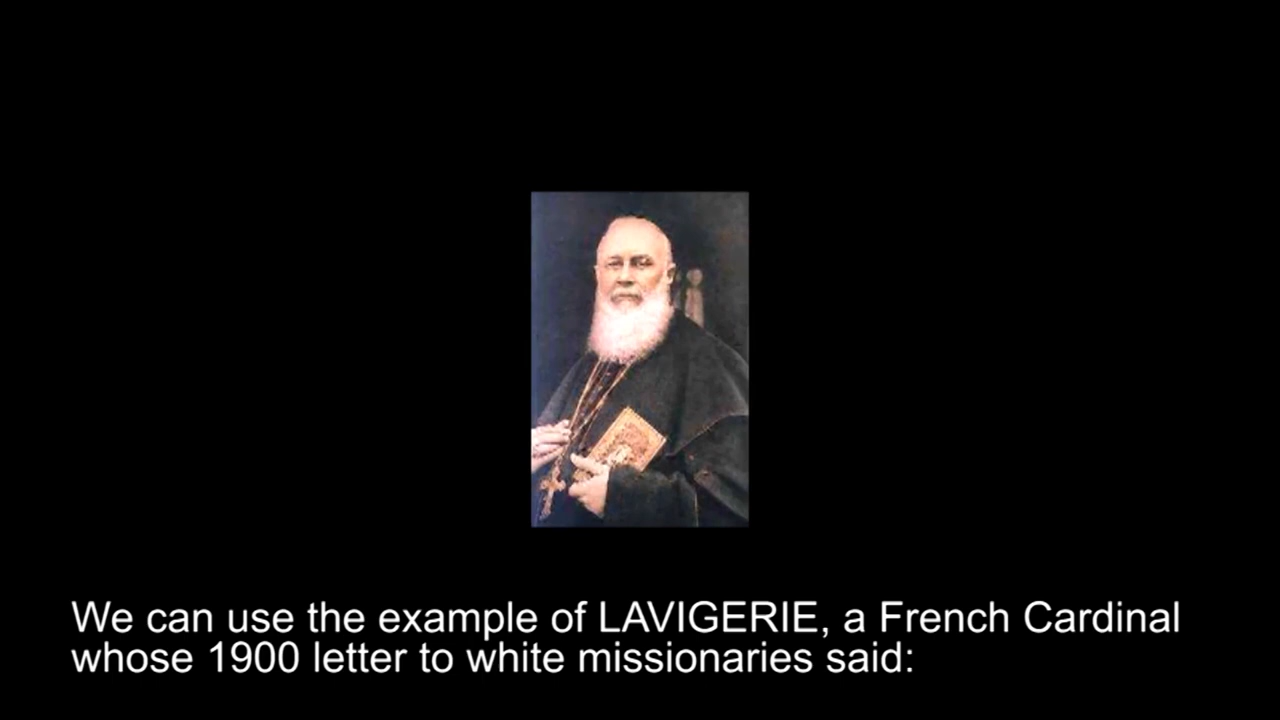 We can use the example of LAVIGERIE, a French Cardinal
whose 1900 letter to white missionaries said: